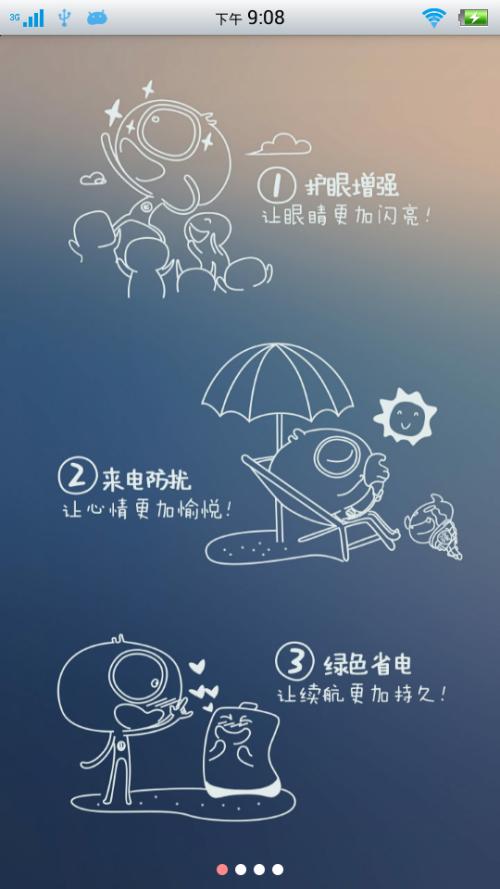 3G
下午 9:08
1 护眼增强
让眼睛更加闪亮！
2 来电防扰
让心情更加愉悦！
3 绿色省电
让续航更加持久！